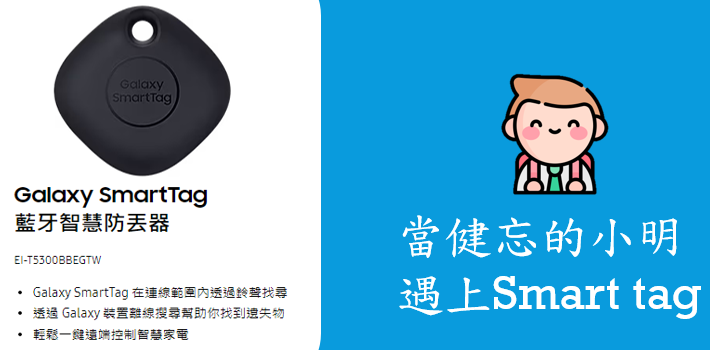 Galaxy
SmartTag
Galaxy SmartTag
藍牙智慧防丟器
EI-T5300BBEGTW
• Galaxy SmartTag 在連線範圍內透過鈴聲找尋
• 透過 Galaxy 裝置離線搜尋幫助你找到遺失物
• 輕鬆一鍵遠端控制智慧家電
當健忘的小明
遇上Smart tag